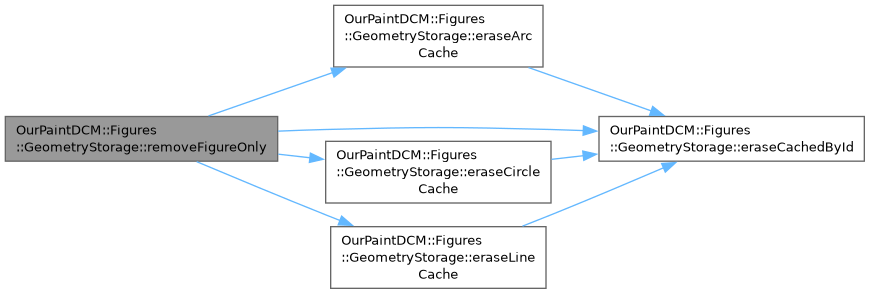 OurPaintDCM::Figures
::GeometryStorage::removeFigureOnly
OurPaintDCM::Figures
::GeometryStorage::eraseArc
Cache
OurPaintDCM::Figures
::GeometryStorage::eraseCircle
Cache
OurPaintDCM::Figures
::GeometryStorage::eraseLine
Cache
OurPaintDCM::Figures
::GeometryStorage::eraseCachedById